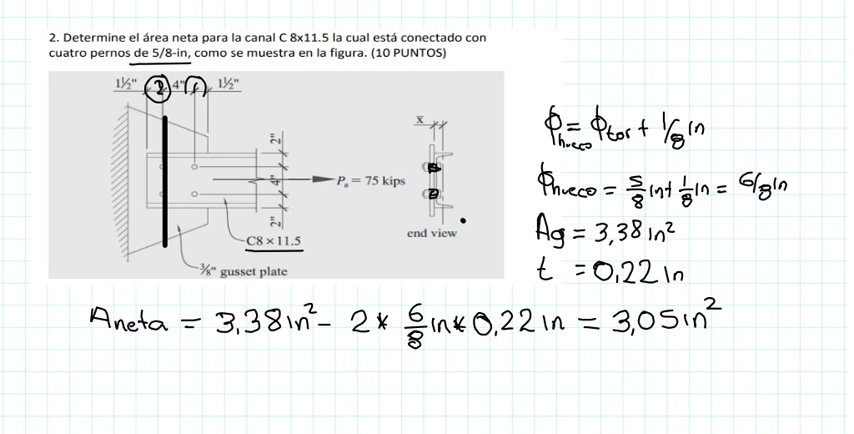 2. Determine el área neta para la canal C 8x11.5 la cual está conectado con
cuatro pernos de 5/8-in, como se muestra en la figura. (10 PUNTOS)
1½" 2 4" 1 1½"
x̄
2"
4"
2"
Pᵤ = 75 kips
C8 × 11.5
end view
⅜" gusset plate
ϕhueco = ϕtor + 1/8 in
ϕhueco = 5/8 in + 1/8 in = 6/8 in
Ag = 3,38 in²
t = 0,22 in
Aneta = 3,38 in² - 2 * 6/8 in * 0,22 in = 3,05 in²